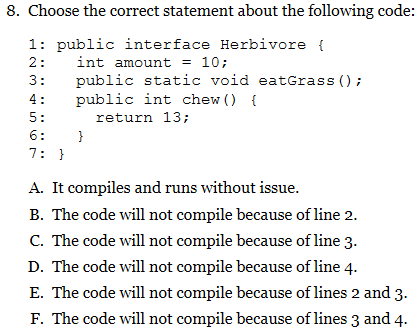 8. Choose the correct statement about the following code:
1: public interface Herbivore {
2:   int amount = 10;
3:   public static void eatGrass();
4:   public int chew() {
5:     return 13;
6:   }
7: }
A. It compiles and runs without issue.
B. The code will not compile because of line 2.
C. The code will not compile because of line 3.
D. The code will not compile because of line 4.
E. The code will not compile because of lines 2 and 3.
F. The code will not compile because of lines 3 and 4.